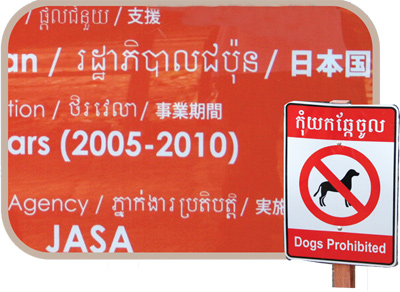 / ផ្តល់ជំនួយ / 支援
an / រដ្ឋាភិបាលជប៉ុន / 日本国
tion / ថិរវេលា / 事業期間
ars (2005-2010)
Agency / ភ្នាក់ងារប្រតិបត្តិ / 実施
JASA
កុំយកឆ្កែចូល
Dogs Prohibited